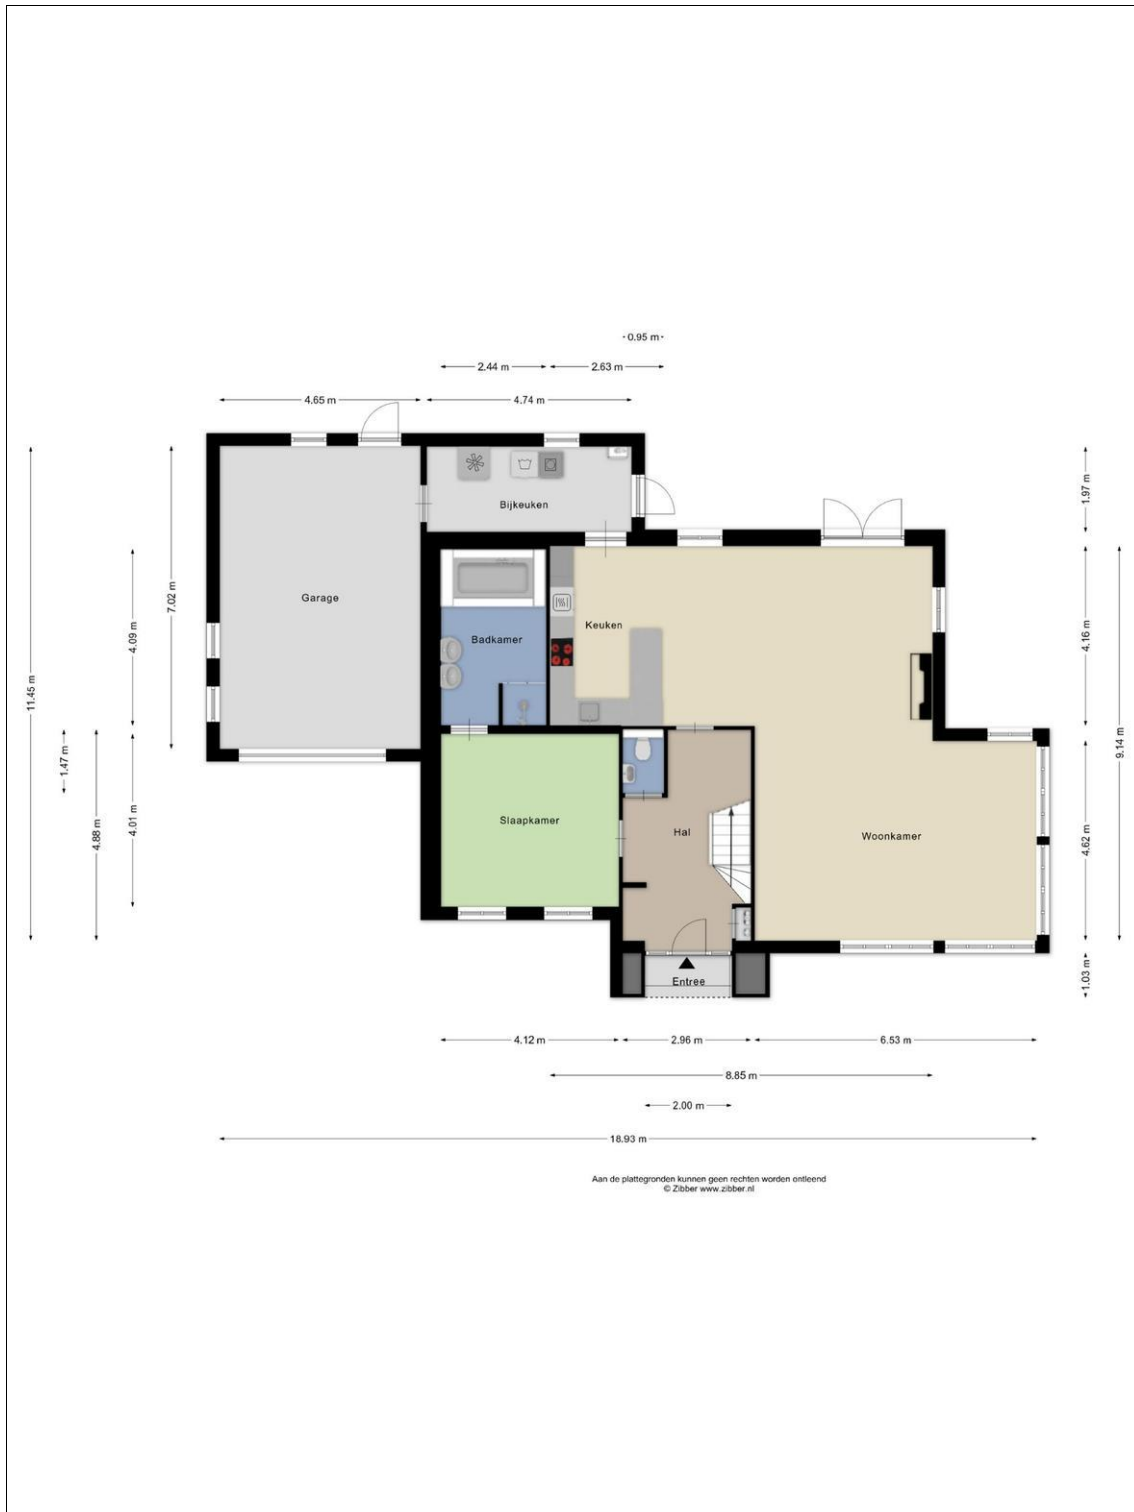 0.95 m
2.44 m
2.63 m
4.65 m
4.74 m
Bijkeuken
Garage
Badkamer
Keuken
Slaapkamer
Hal
Woonkamer
Entree
11.45 m
1.47 m
4.88 m
4.09 m
4.01 m
7.02 m
1.97 m
4.16 m
4.62 m
1.03 m
9.14 m
4.12 m
2.96 m
6.53 m
8.85 m
2.00 m
18.93 m
Aan de plattegronden kunnen geen rechten worden ontleend
© Zibber www.zibber.nl